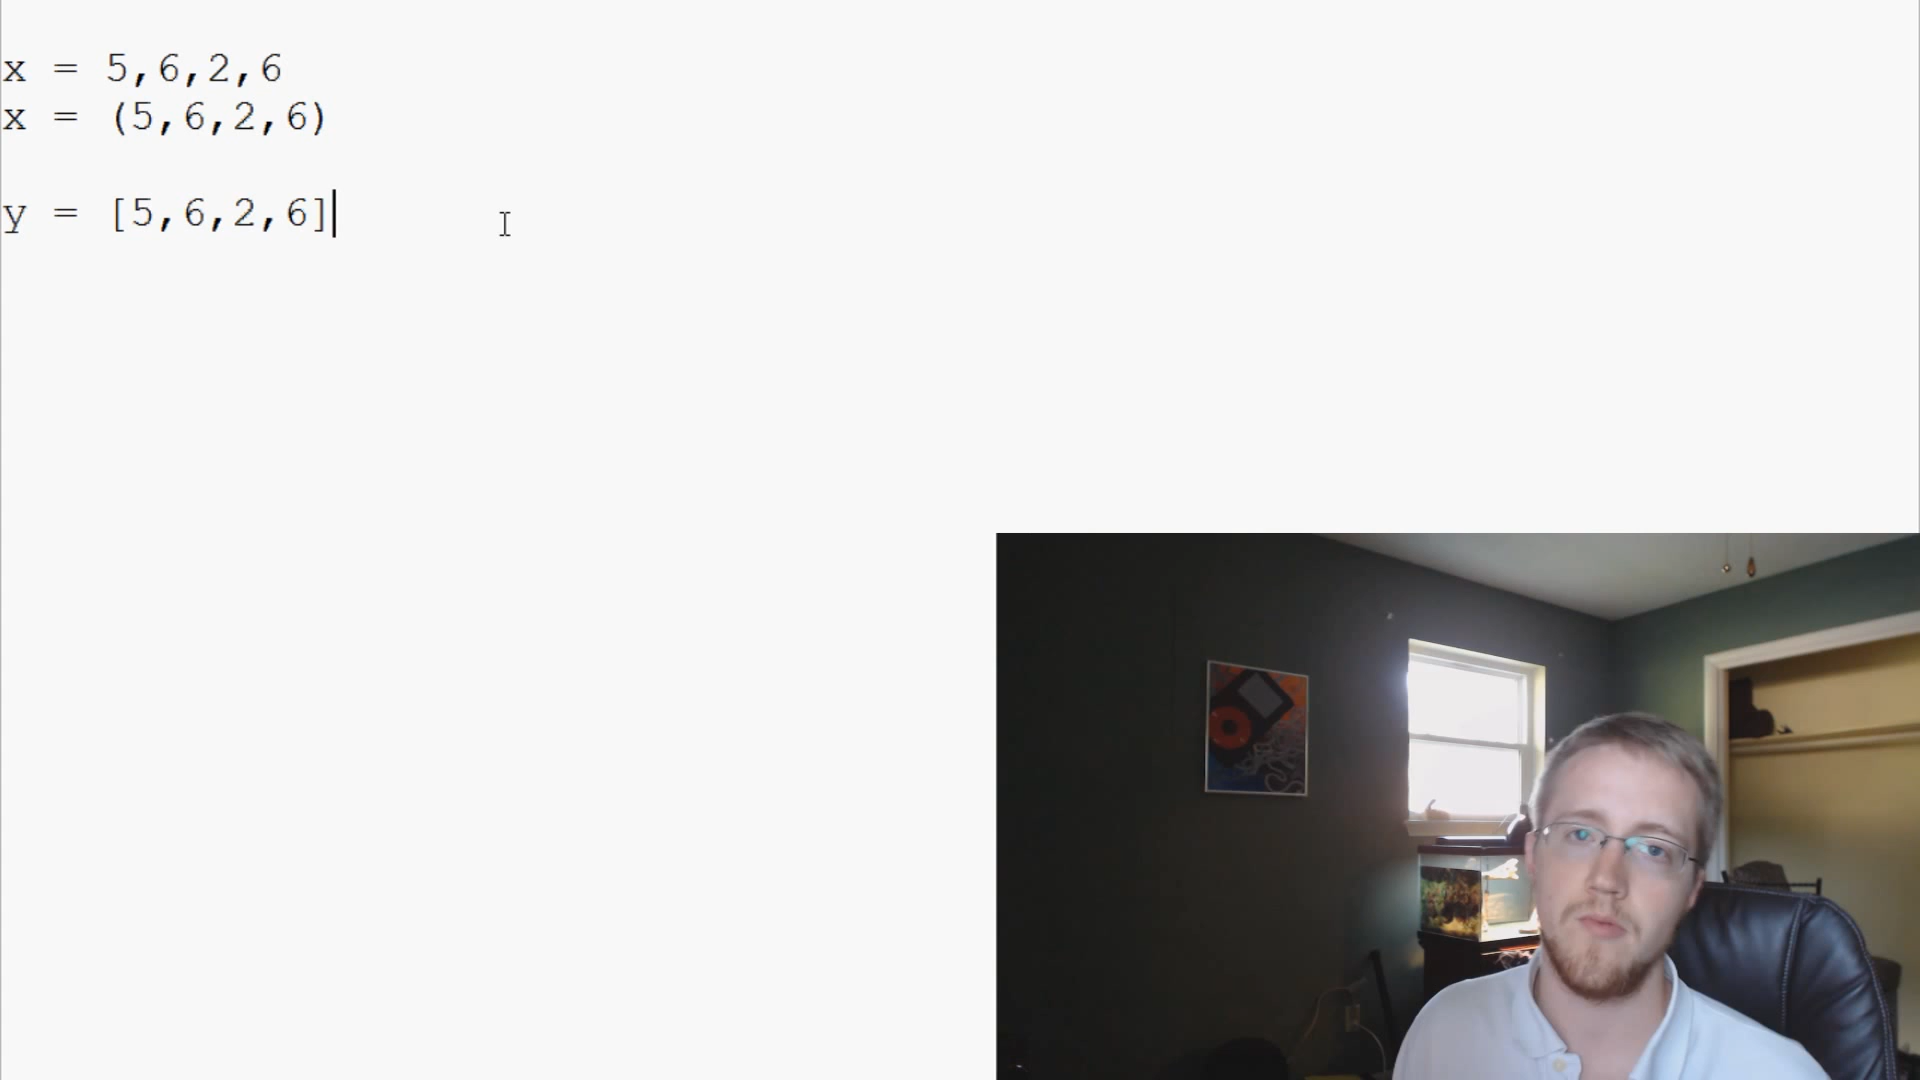 x = 5,6,2,6
x = (5,6,2,6)
y = [5,6,2,6]